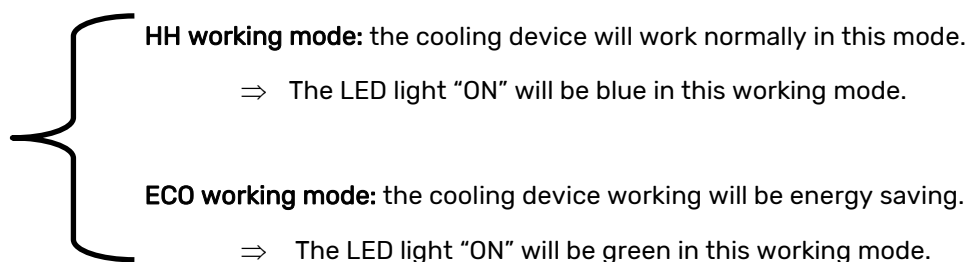 HH working mode: the cooling device will work normally in this mode.
⇒ The LED light “ON” will be blue in this working mode.
ECO working mode: the cooling device working will be energy saving.
⇒ The LED light “ON” will be green in this working mode.